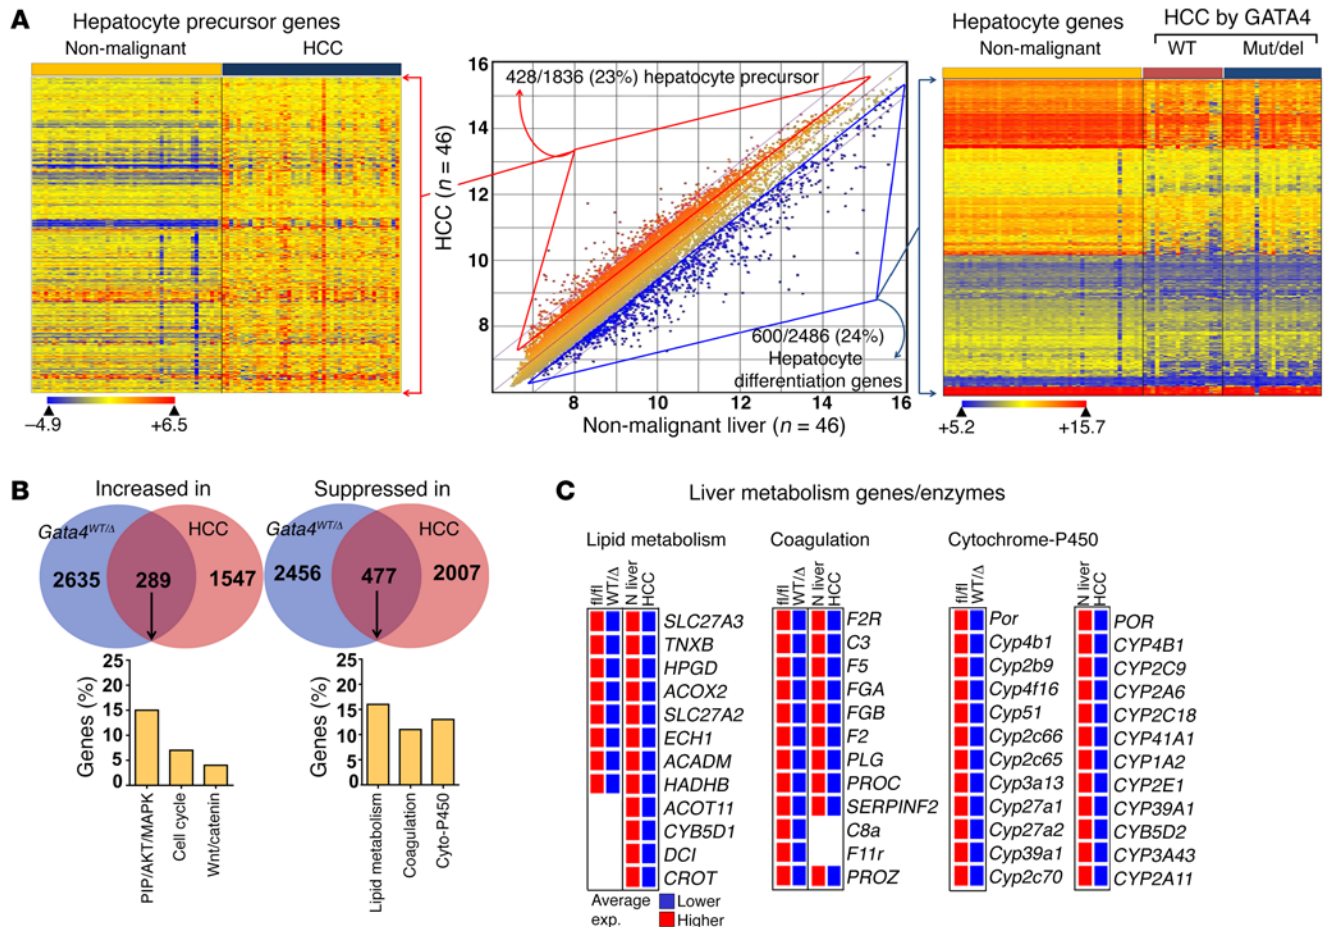 A
Hepatocyte precursor genes
Non-malignant HCC
–4.9 +6.5
428/1836 (23%) hepatocyte precursor
HCC (n = 46)
16
14
12
10
8
600/2486 (24%)
Hepatocyte
differentiation genes
8 10 12 14 16
Non-malignant liver (n = 46)
Hepatocyte genes
Non-malignant
HCC by GATA4
WT Mut/del
+5.2 +15.7
B
Increased in
Gata4WT/Δ HCC
2635 289 1547
Genes (%)
25
20
15
10
5
0
PIP/AKT/MAPK
Cell cycle
Wnt/catenin
Suppressed in
Gata4WT/Δ HCC
2456 477 2007
Genes (%)
25
20
15
10
5
0
Lipid metabolism
Coagulation
Cyto-P450
C
Liver metabolism genes/enzymes
Lipid metabolism
fl/fl
WT/Δ
N liver
HCC
SLC27A3
TNXB
HPGD
ACOX2
SLC27A2
ECH1
ACADM
HADHB
ACOT11
CYB5D1
DCI
CROT
Coagulation
fl/fl
WT/Δ
N liver
HCC
F2R
C3
F5
FGA
FGB
F2
PLG
PROC
SERPINF2
C8a
F11r
PROZ
Cytochrome-P450
fl/fl
WT/Δ
Por
Cyp4b1
Cyp2b9
Cyp4f16
Cyp51
Cyp2c66
Cyp2c65
Cyp3a13
Cyp27a1
Cyp27a2
Cyp39a1
Cyp2c70
N liver
HCC
POR
CYP4B1
CYP2C9
CYP2A6
CYP2C18
CYP41A1
CYP1A2
CYP2E1
CYP39A1
CYB5D2
CYP3A43
CYP2A11
Average
exp.
Lower
Higher